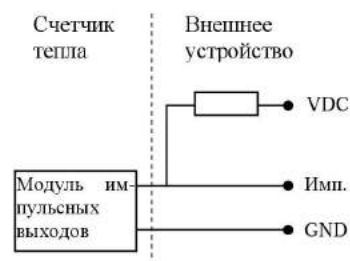 Счетчик
тепла
Внешнее
устройство
VDC
Модуль им-
пульсных
выходов
Имп.
GND